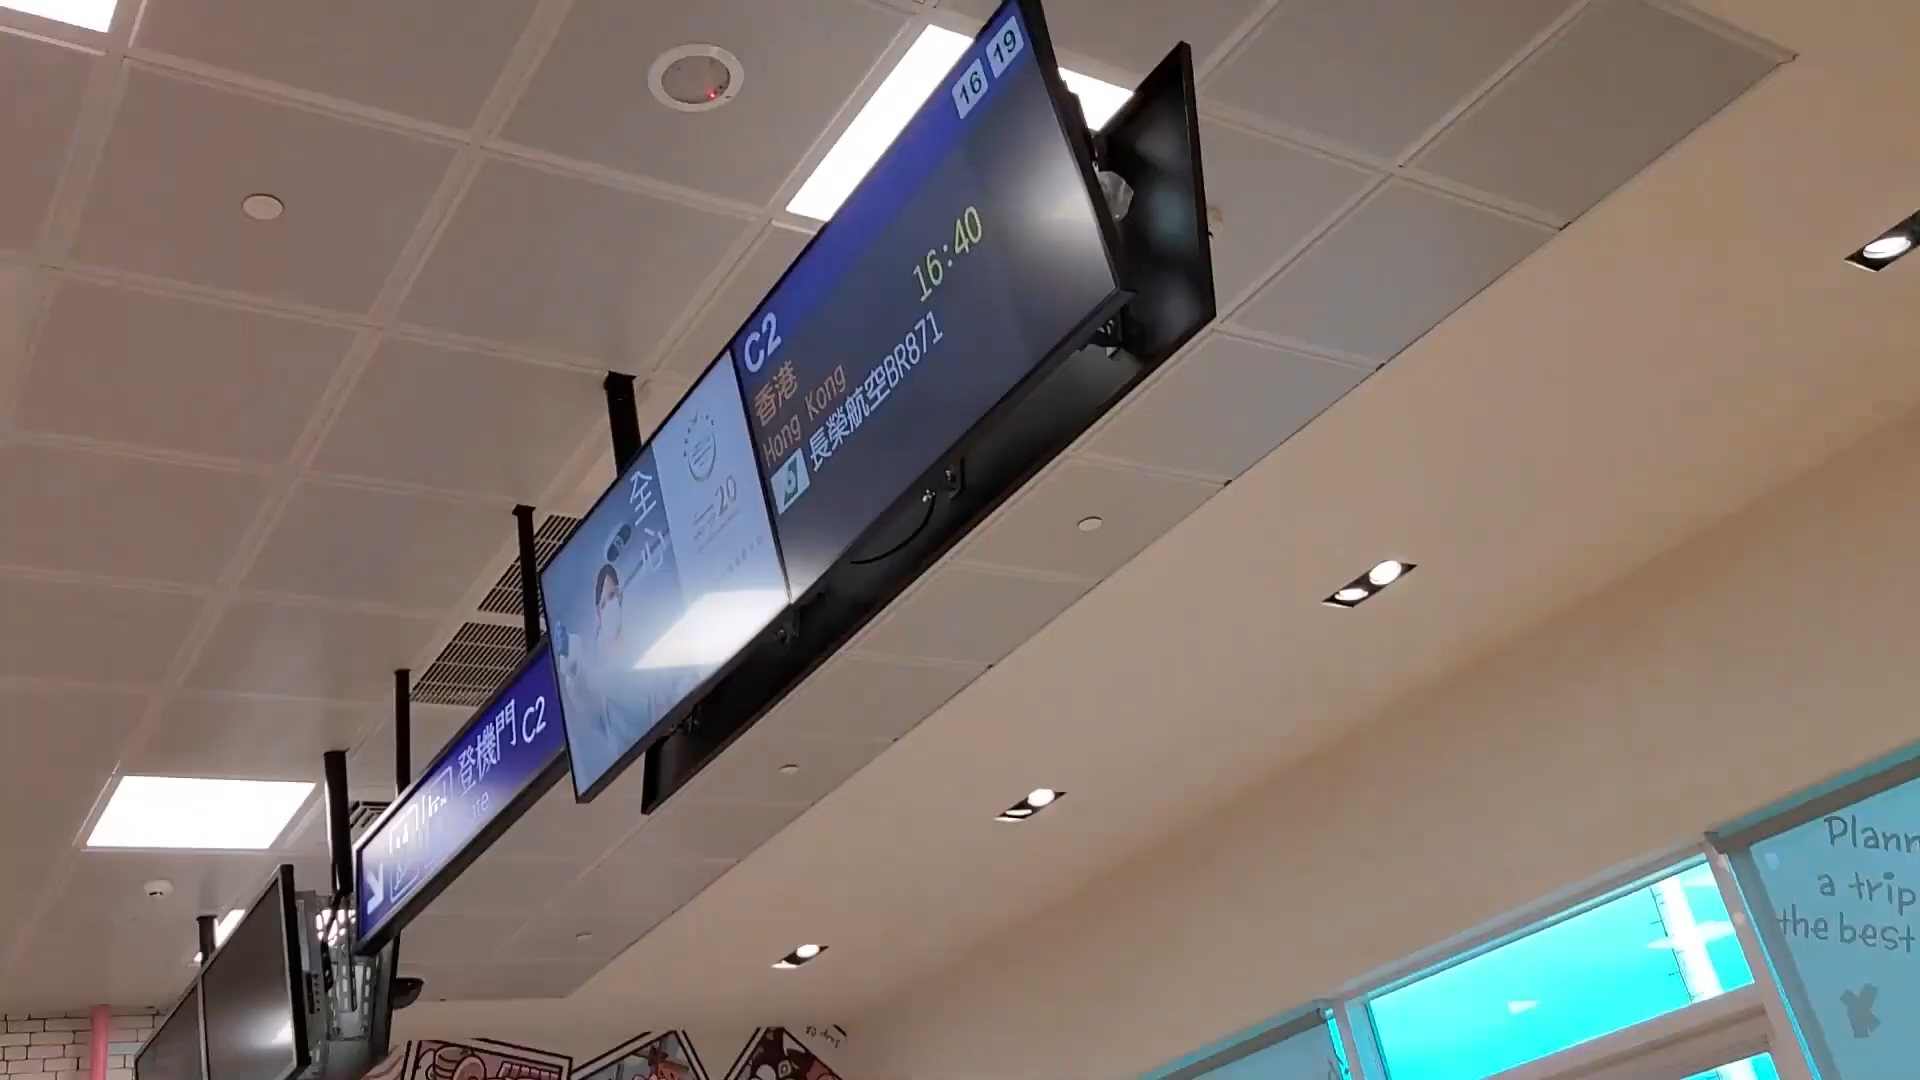 C2
16 19
香港
16:40
Hong Kong
長榮航空BR871
全心
登機門 C2
Plann
a trip
the best